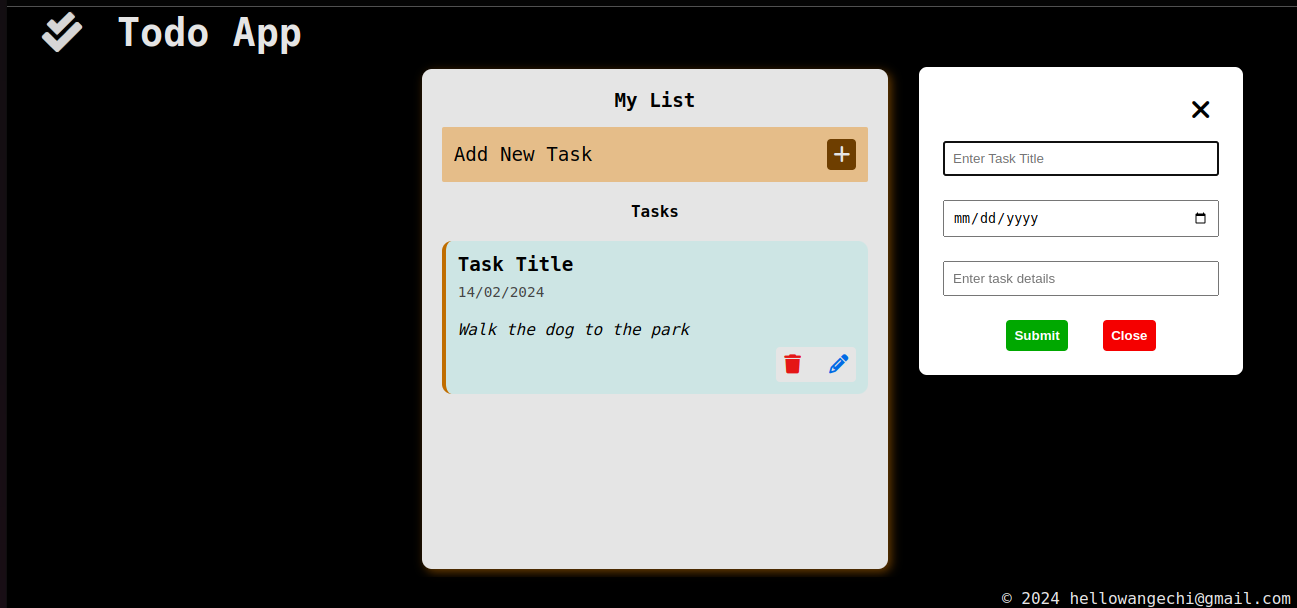 Todo App
My List
Add New Task
Tasks
Task Title
14/02/2024
Walk the dog to the park
Enter Task Title
mm/dd/yyyy
Enter task details
Submit Close
© 2024 hellowangechi@gmail.com